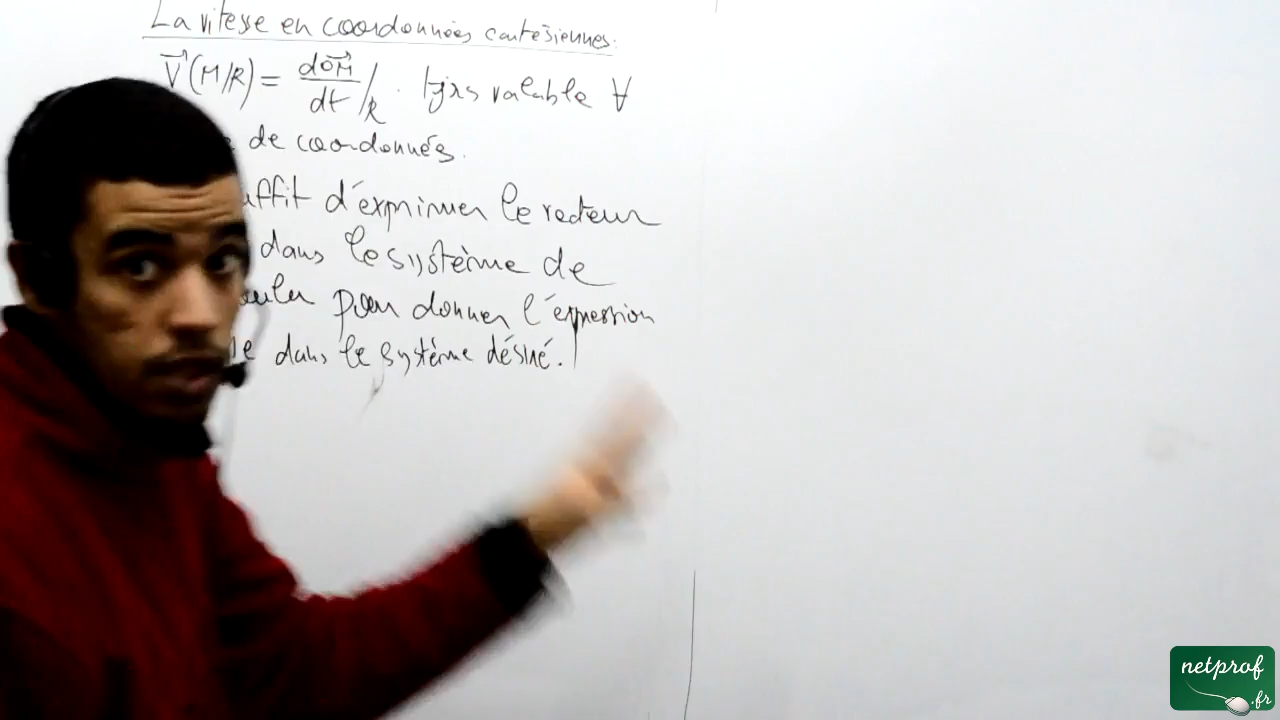 La vitesse en coordonnées cartésiennes:
V⃗(M/R) = dOM⃗/dt /R . tjrs valable ∀
de coordonnées.
uffit d'exprimer le vecteur
dans le système de
pour donner l'expression
dans le système désiré.
netprof
.fr